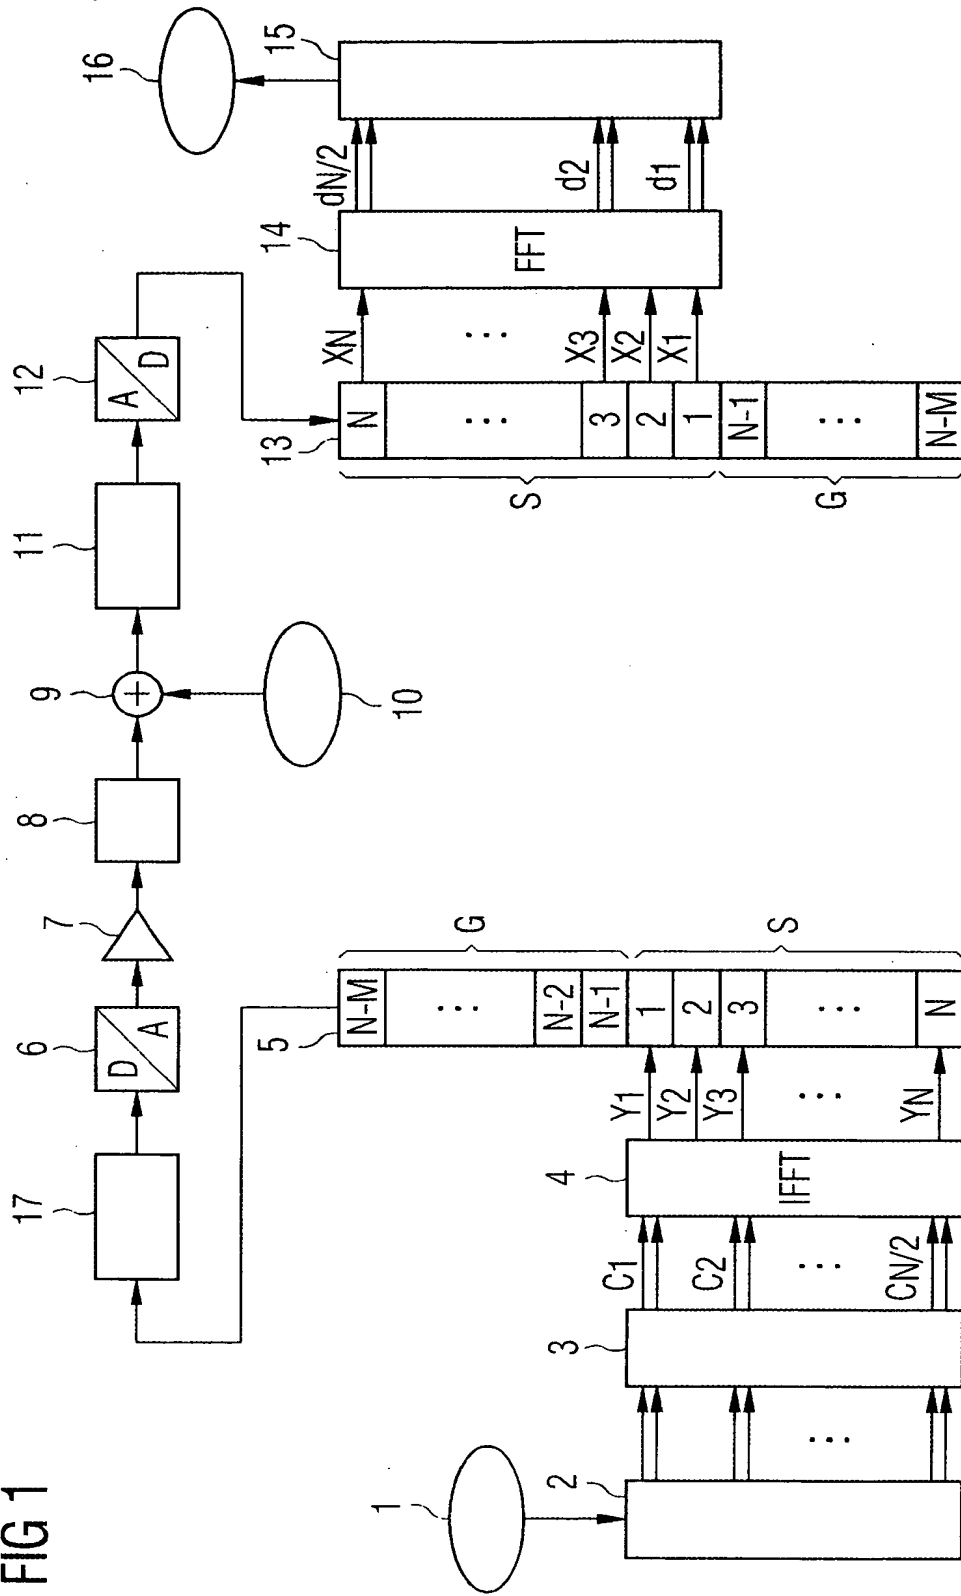 FIG 1
1
2
3
C1
C2
...
CN/2
...
4
IFFT
Y1
Y2
Y3
...
YN
5
N-M
...
N-2
N-1
1
2
3
...
N
G
S
17
6
D
A
7
8
9
+
10
11
12
A
D
13
N
...
3
2
1
N-1
...
N-M
S
G
XN
...
X3
X2
X1
14
FFT
dN/2
d2
d1
15
16